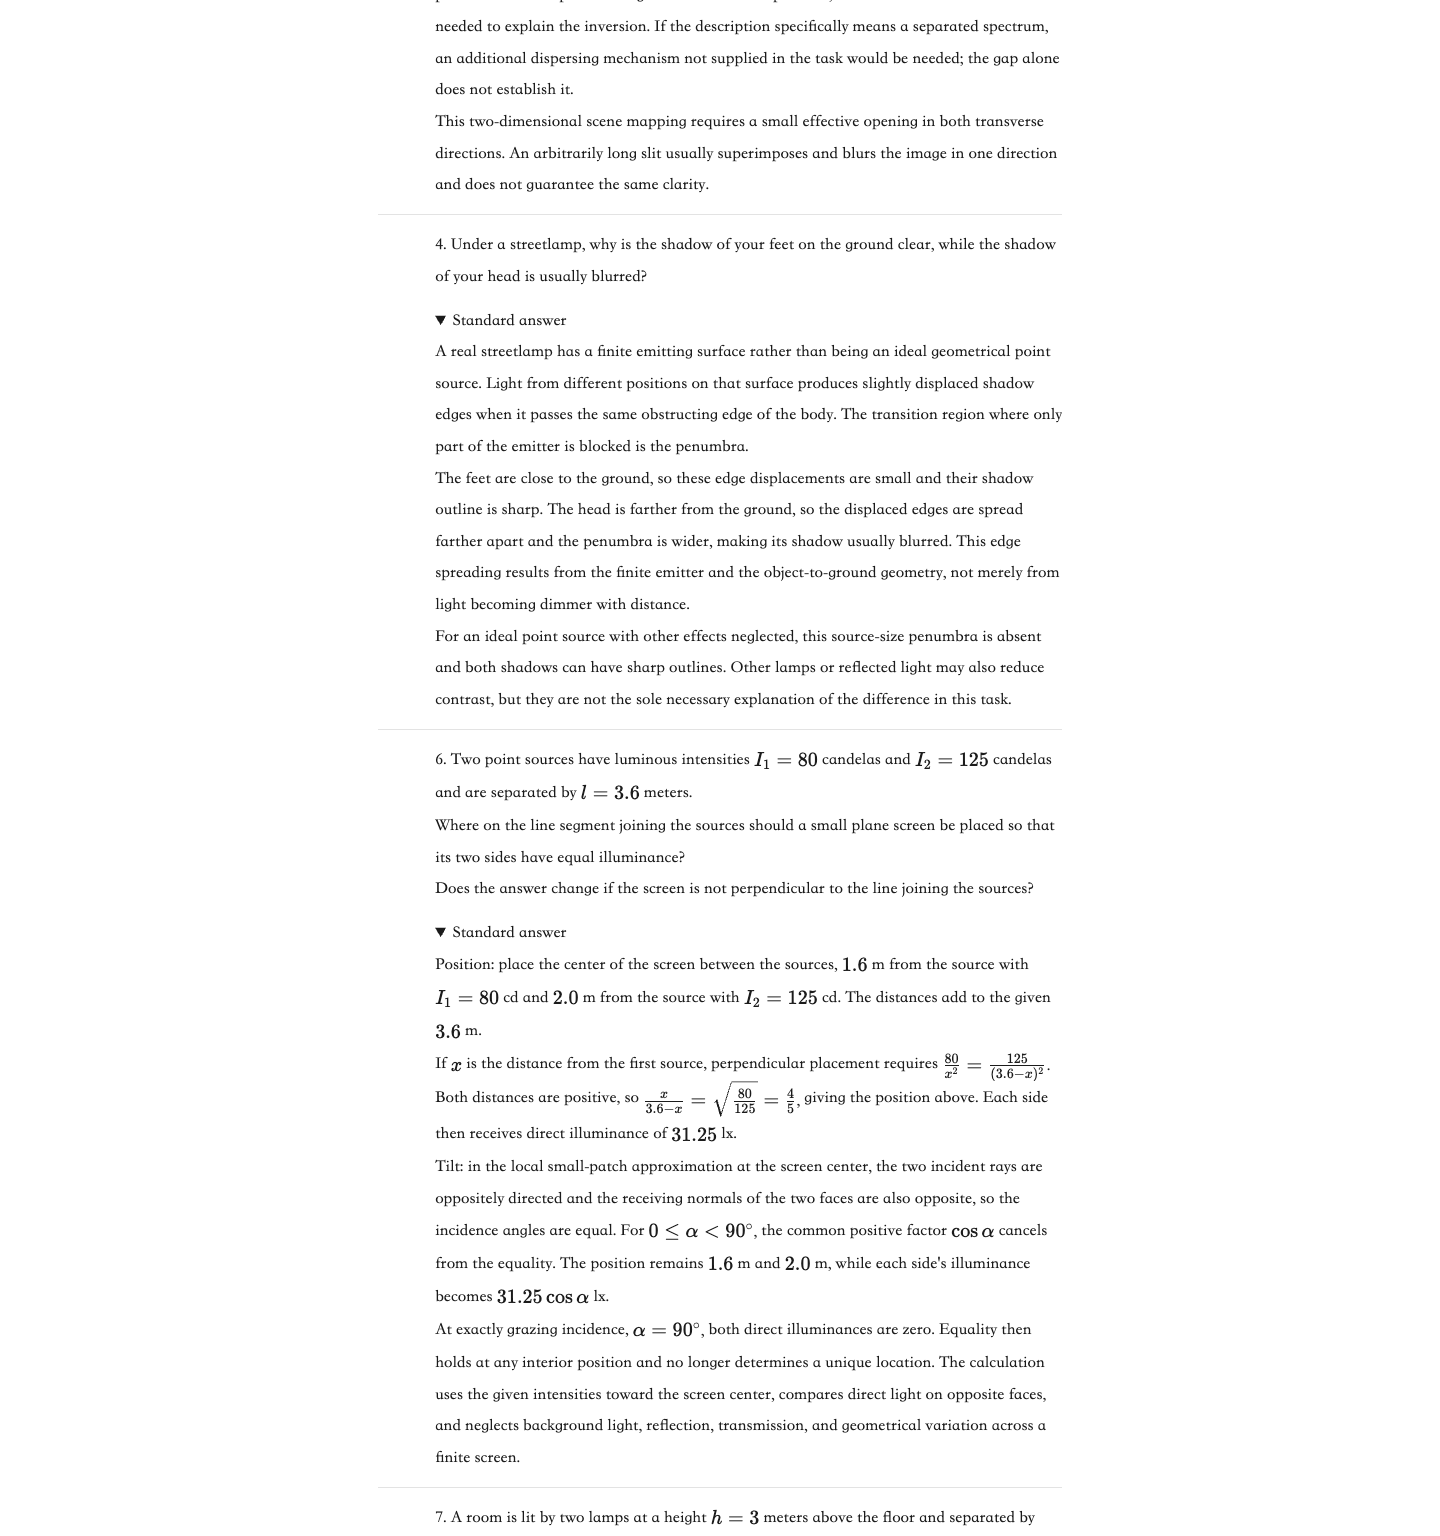 needed to explain the inversion. If the description specifically means a separated spectrum,
an additional dispersing mechanism not supplied in the task would be needed; the gap alone
does not establish it.
This two-dimensional scene mapping requires a small effective opening in both transverse
directions. An arbitrarily long slit usually superimposes and blurs the image in one direction
and does not guarantee the same clarity.
4. Under a streetlamp, why is the shadow of your feet on the ground clear, while the shadow
of your head is usually blurred?
▼ Standard answer
A real streetlamp has a finite emitting surface rather than being an ideal geometrical point
source. Light from different positions on that surface produces slightly displaced shadow
edges when it passes the same obstructing edge of the body. The transition region where only
part of the emitter is blocked is the penumbra.
The feet are close to the ground, so these edge displacements are small and their shadow
outline is sharp. The head is farther from the ground, so the displaced edges are spread
farther apart and the penumbra is wider, making its shadow usually blurred. This edge
spreading results from the finite emitter and the object-to-ground geometry, not merely from
light becoming dimmer with distance.
For an ideal point source with other effects neglected, this source-size penumbra is absent
and both shadows can have sharp outlines. Other lamps or reflected light may also reduce
contrast, but they are not the sole necessary explanation of the difference in this task.
6. Two point sources have luminous intensities I₁ = 80 candelas and I₂ = 125 candelas
and are separated by l = 3.6 meters.
Where on the line segment joining the sources should a small plane screen be placed so that
its two sides have equal illuminance?
Does the answer change if the screen is not perpendicular to the line joining the sources?
▼ Standard answer
Position: place the center of the screen between the sources, 1.6 m from the source with
I₁ = 80 cd and 2.0 m from the source with I₂ = 125 cd. The distances add to the given
3.6 m.
If x is the distance from the first source, perpendicular placement requires 80/x² = 125/(3.6−x)².
Both distances are positive, so x/(3.6−x) = √(80/125) = 4/5, giving the position above. Each side
then receives direct illuminance of 31.25 lx.
Tilt: in the local small-patch approximation at the screen center, the two incident rays are
oppositely directed and the receiving normals of the two faces are also opposite, so the
incidence angles are equal. For 0 ≤ α < 90°, the common positive factor cos α cancels
from the equality. The position remains 1.6 m and 2.0 m, while each side's illuminance
becomes 31.25 cos α lx.
At exactly grazing incidence, α = 90°, both direct illuminances are zero. Equality then
holds at any interior position and no longer determines a unique location. The calculation
uses the given intensities toward the screen center, compares direct light on opposite faces,
and neglects background light, reflection, transmission, and geometrical variation across a
finite screen.
7. A room is lit by two lamps at a height h = 3 meters above the floor and separated by